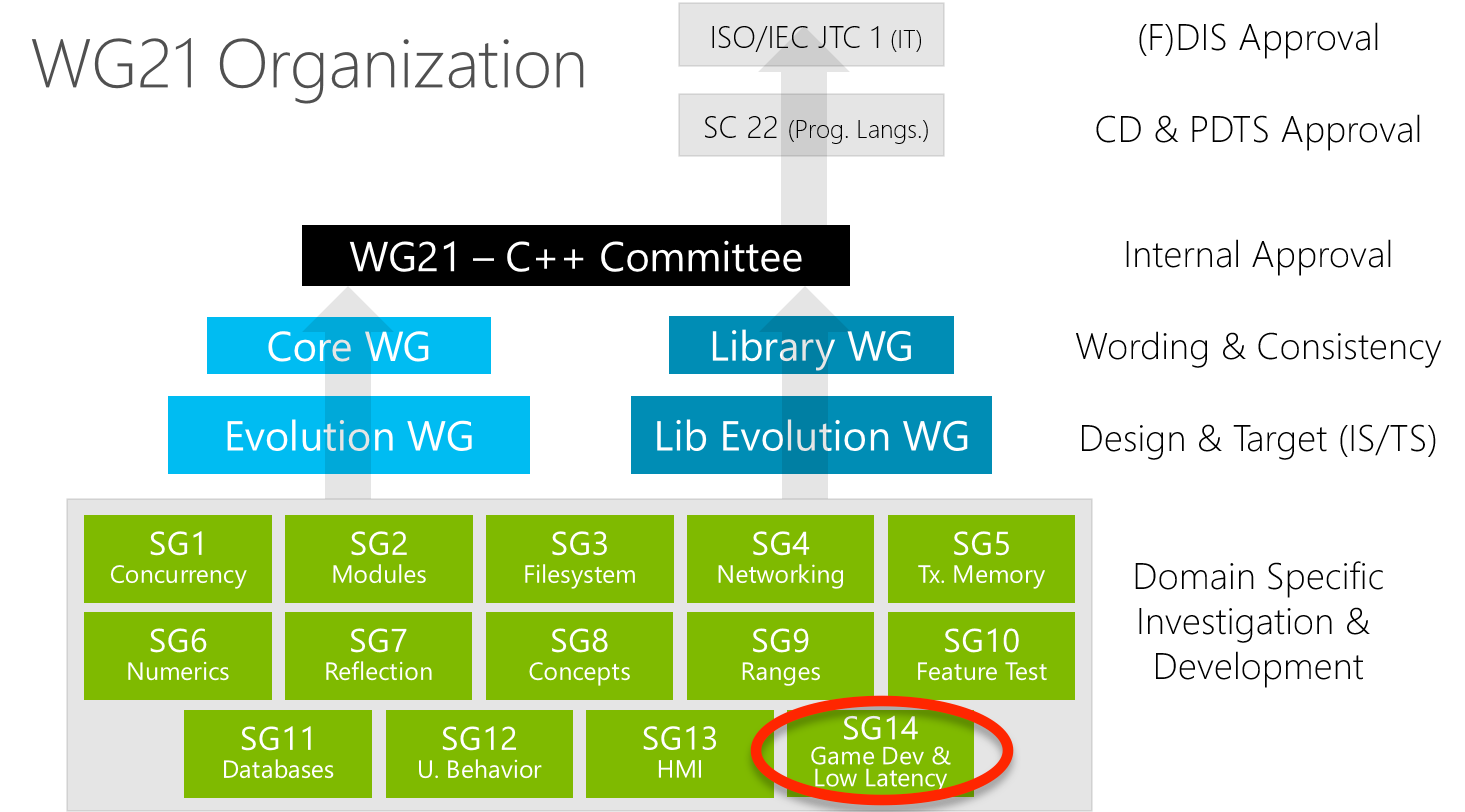 WG21 Organization
ISO/IEC JTC 1 (IT)
(F)DIS Approval
SC 22 (Prog. Langs.)
CD & PDTS Approval
WG21 – C++ Committee
Internal Approval
Core WG
Library WG
Wording & Consistency
Evolution WG
Lib Evolution WG
Design & Target (IS/TS)
SG1
Concurrency
SG2
Modules
SG3
Filesystem
SG4
Networking
SG5
Tx. Memory
SG6
Numerics
SG7
Reflection
SG8
Concepts
SG9
Ranges
SG10
Feature Test
SG11
Databases
SG12
U. Behavior
SG13
HMI
SG14
Game Dev &
Low Latency
Domain Specific
Investigation &
Development